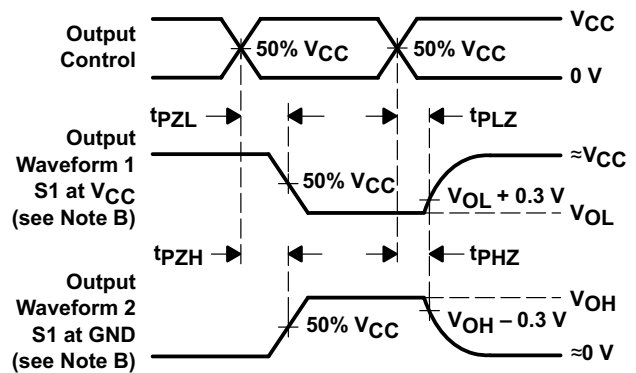 Output
Control
50% VCC
50% VCC
VCC
0 V
tPZL
tPLZ
Output
Waveform 1
S1 at VCC
(see Note B)
50% VCC
≈VCC
VOL + 0.3 V
VOL
tPZH
tPHZ
Output
Waveform 2
S1 at GND
(see Note B)
50% VCC
VOH
VOH – 0.3 V
≈0 V